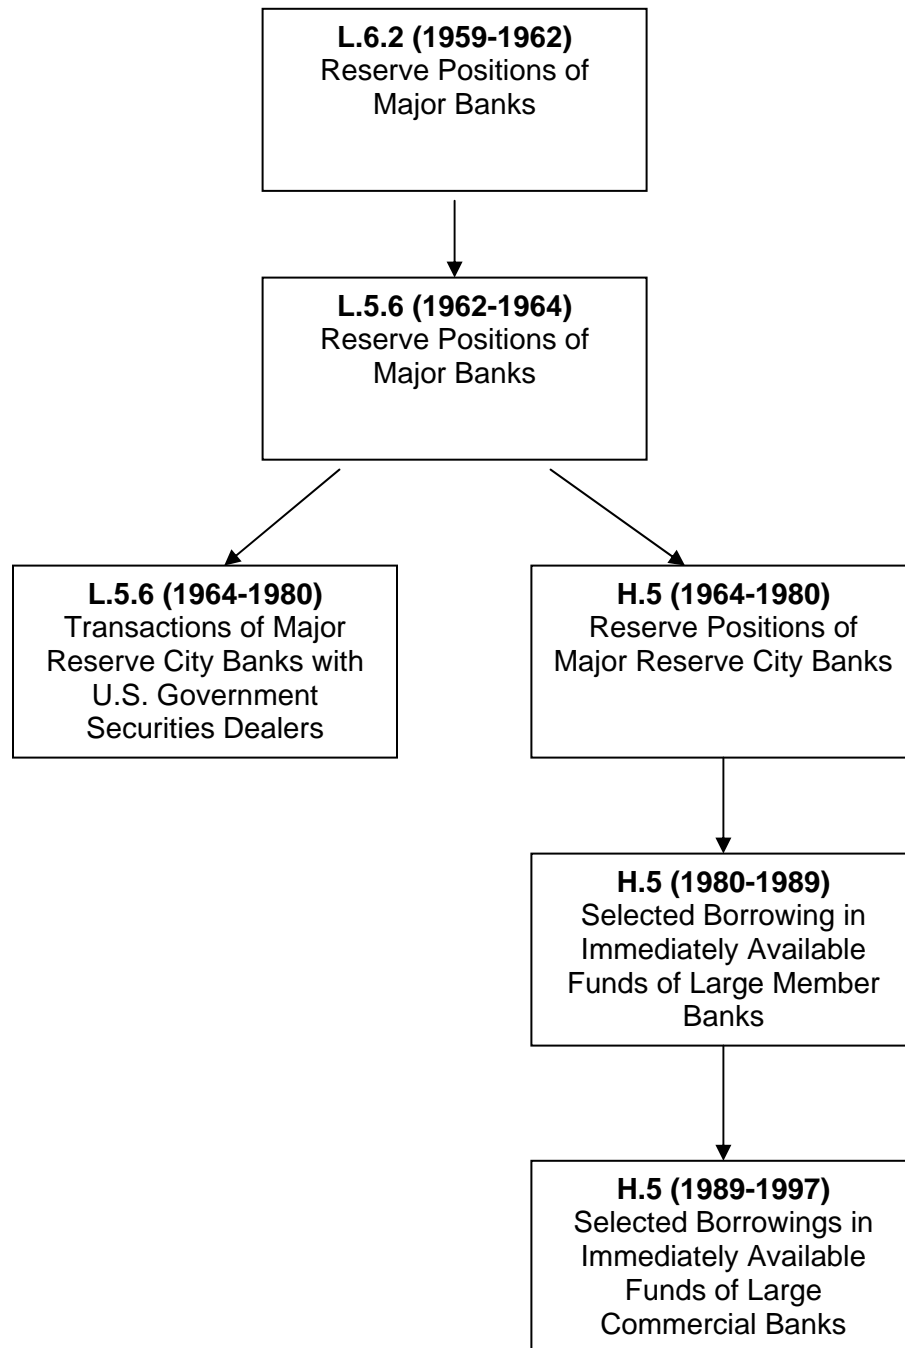 L.6.2 (1959-1962)
Reserve Positions of
Major Banks
L.5.6 (1962-1964)
Reserve Positions of
Major Banks
L.5.6 (1964-1980)
Transactions of Major
Reserve City Banks with
U.S. Government
Securities Dealers
H.5 (1964-1980)
Reserve Positions of
Major Reserve City Banks
H.5 (1980-1989)
Selected Borrowing in
Immediately Available
Funds of Large Member
Banks
H.5 (1989-1997)
Selected Borrowings in
Immediately Available
Funds of Large
Commercial Banks